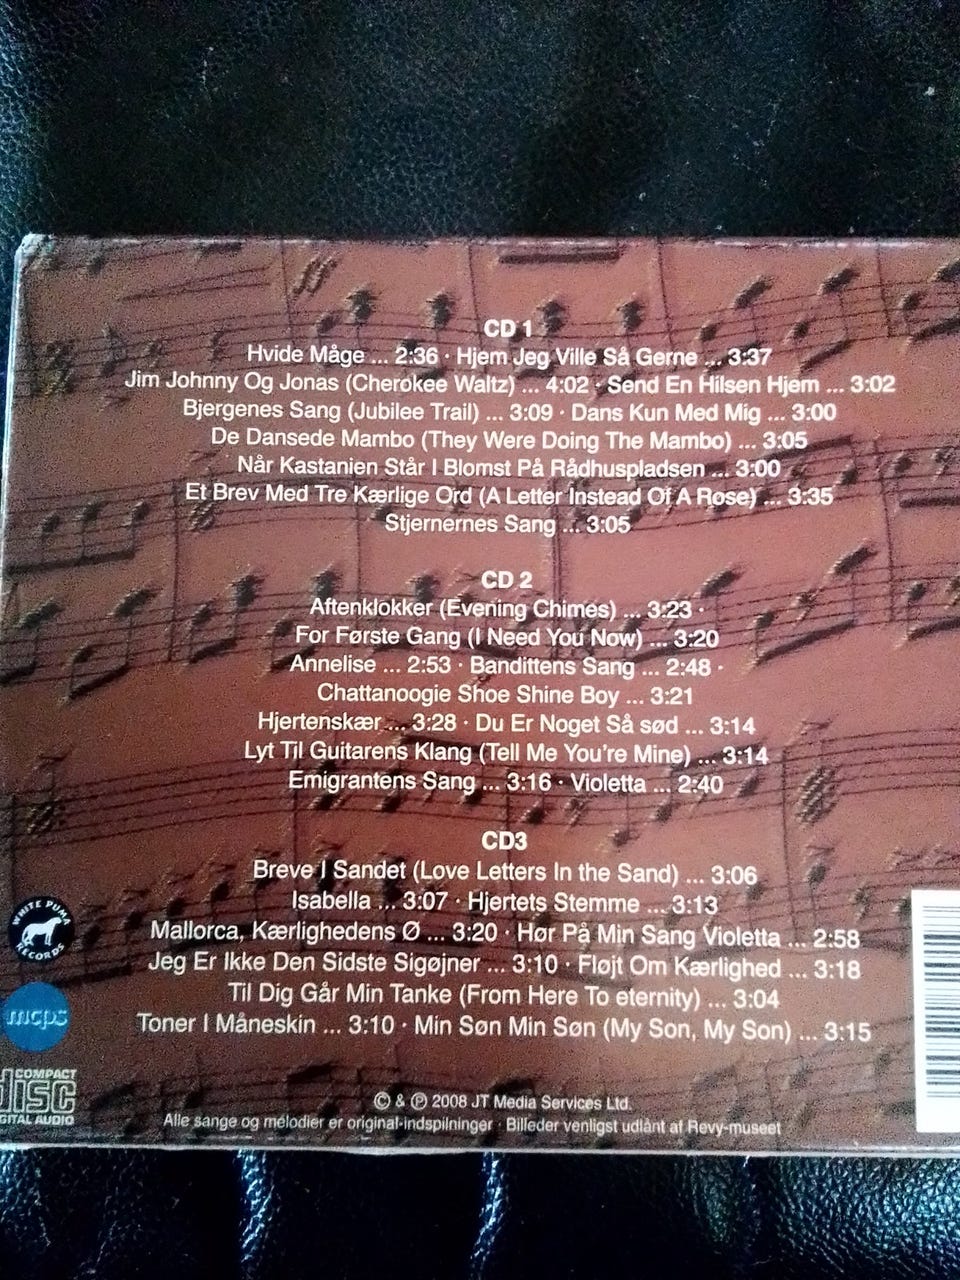 CD 1
Hvide Måge ... 2:36 · Hjem Jeg Ville Så Gerne ... 3:37
Jim Johnny Og Jonas (Cherokee Waltz) ... 4:02 · Send En Hilsen Hjem ... 3:02
Bjergenes Sang (Jubilee Trail) ... 3:09 · Dans Kun Med Mig ... 3:00
De Dansede Mambo (They Were Doing The Mambo) ... 3:05
Når Kastanien Står I Blomst På Rådhuspladsen ... 3:00
Et Brev Med Tre Kærlige Ord (A Letter Instead Of A Rose) ... 3:35
Stjernernes Sang ... 3:05
CD 2
Aftenklokker (Evening Chimes) ... 3:23 ·
For Første Gang (I Need You Now) ... 3:20
Annelise ... 2:53 · Bandittens Sang ... 2:48 ·
Chattanoogie Shoe Shine Boy ... 3:21
Hjertenskær ... 3:28 · Du Er Noget Så sød ... 3:14
Lyt Til Guitarens Klang (Tell Me You're Mine) ... 3:14
Emigrantens Sang ... 3:16 · Violetta ... 2:40
CD3
Breve I Sandet (Love Letters In the Sand) ... 3:06
Isabella ... 3:07 · Hjertets Stemme ... 3:13
Mallorca, Kærlighedens Ø ... 3:20 · Hør På Min Sang Violetta ... 2:58
Jeg Er Ikke Den Sidste Sigøjner ... 3:10 · Fløjt Om Kærlighed ... 3:18
Til Dig Går Min Tanke (From Here To eternity) ... 3:04
Toner I Måneskin ... 3:10 · Min Søn Min Søn (My Son, My Son) ... 3:15
WHITE PUMA RECORDS
mcps
COMPACT
disc
DIGITAL AUDIO
© & ℗ 2008 JT Media Services Ltd.
Alle sange og melodier er original-indspilninger · Billeder venligst udlånt af Revy-museet